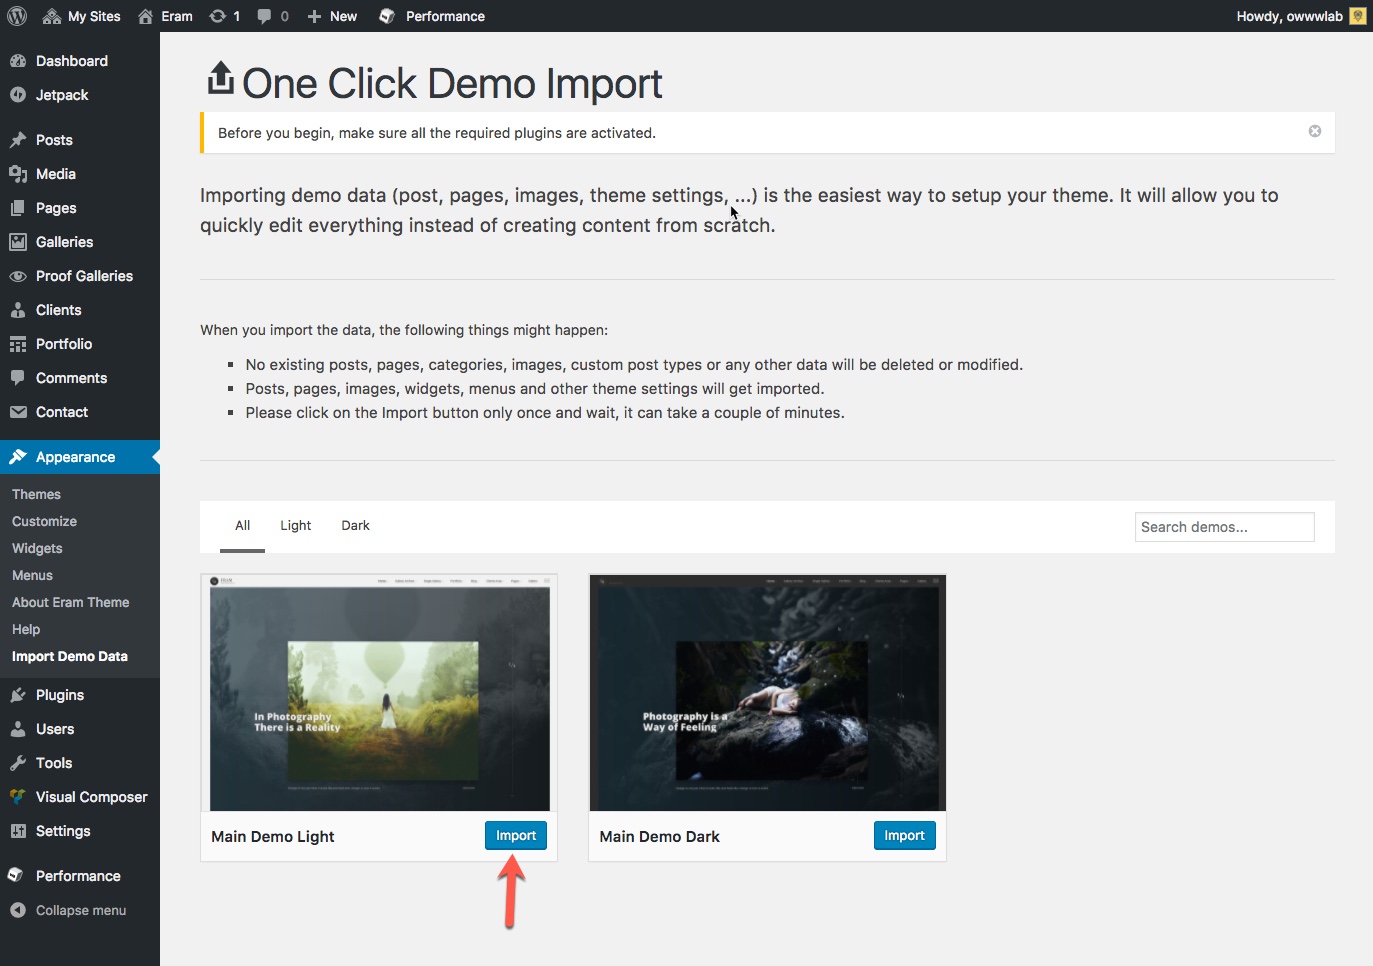 My Sites
Eram
1
0
New
Performance
Howdy, owwwlab
Dashboard
Jetpack
Posts
Media
Pages
Galleries
Proof Galleries
Clients
Portfolio
Comments
Contact
Appearance
Themes
Customize
Widgets
Menus
About Eram Theme
Help
Import Demo Data
Plugins
Users
Tools
Visual Composer
Settings
Performance
Collapse menu
One Click Demo Import
Before you begin, make sure all the required plugins are activated.
Importing demo data (post, pages, images, theme settings, ...) is the easiest way to setup your theme. It will allow you to
quickly edit everything instead of creating content from scratch.
When you import the data, the following things might happen:
No existing posts, pages, categories, images, custom post types or any other data will be deleted or modified.
Posts, pages, images, widgets, menus and other theme settings will get imported.
Please click on the Import button only once and wait, it can take a couple of minutes.
All
Light
Dark
Search demos...
ERAM
In Photography
There is a Reality
Photography is a
Way of Feeling
Main Demo Light
Import
Main Demo Dark
Import